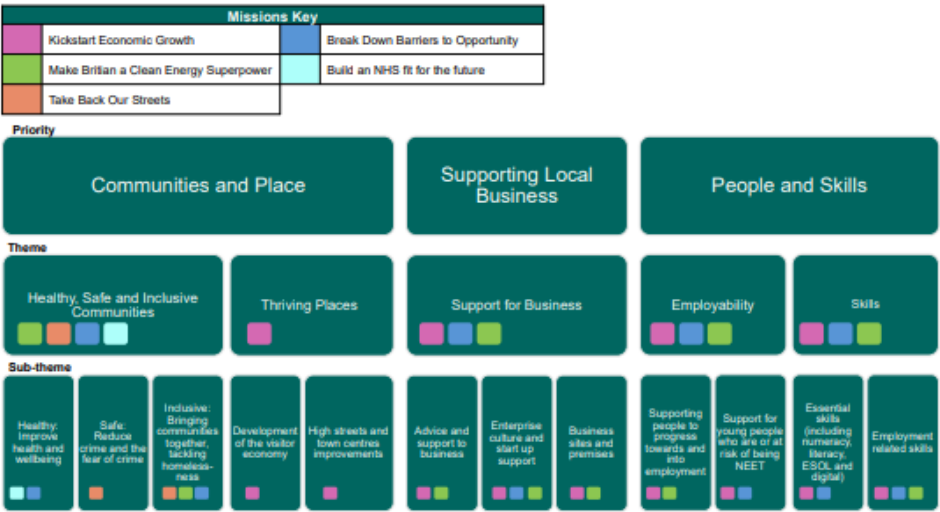 Missions Key
Kickstart Economic Growth
Break Down Barriers to Opportunity
Make Britian a Clean Energy Superpower
Build an NHS fit for the future
Take Back Our Streets
Priority
Communities and Place
Supporting Local
Business
People and Skills
Theme
Healthy, Safe and Inclusive
Communities
Thriving Places
Support for Business
Employability
Skills
Sub-theme
Healthy:
Improve
health and
wellbeing
Safe:
Reduce
crime and the
fear of crime
Inclusive:
Bringing
communities
together,
tackling
homeless-
ness
Development
of the visitor
economy
High streets and
town centres
improvements
Advice and
support to
business
Enterprise
culture and
start up
support
Business
sites and
premises
Supporting
people to
progress
towards and
into
employment
Support for
young people
who are or at
risk of being
NEET
Essential
skills
(including
numeracy,
literacy,
ESOL and
digital)
Employment
related skills